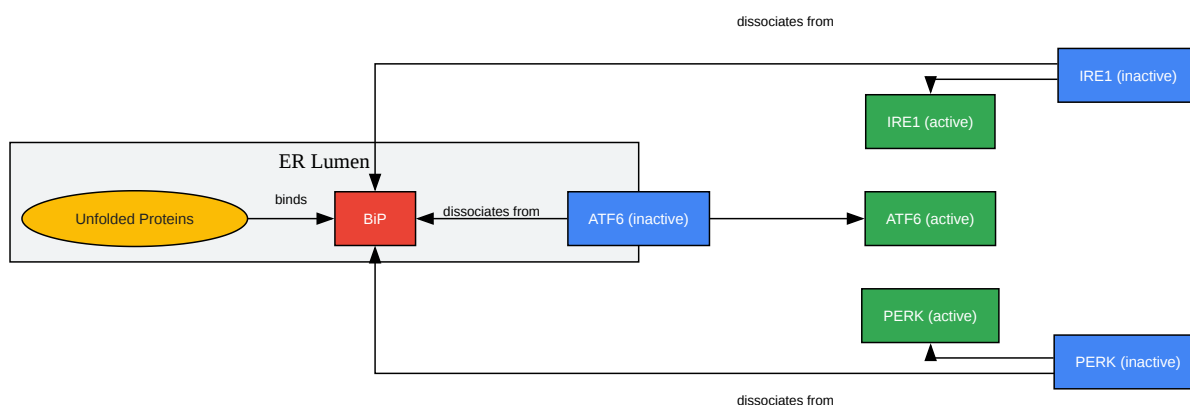 dissociates from
IRE1 (inactive)
IRE1 (active)
ER Lumen
binds
Unfolded Proteins
BiP
dissociates from
ATF6 (inactive)
ATF6 (active)
PERK (active)
PERK (inactive)
dissociates from